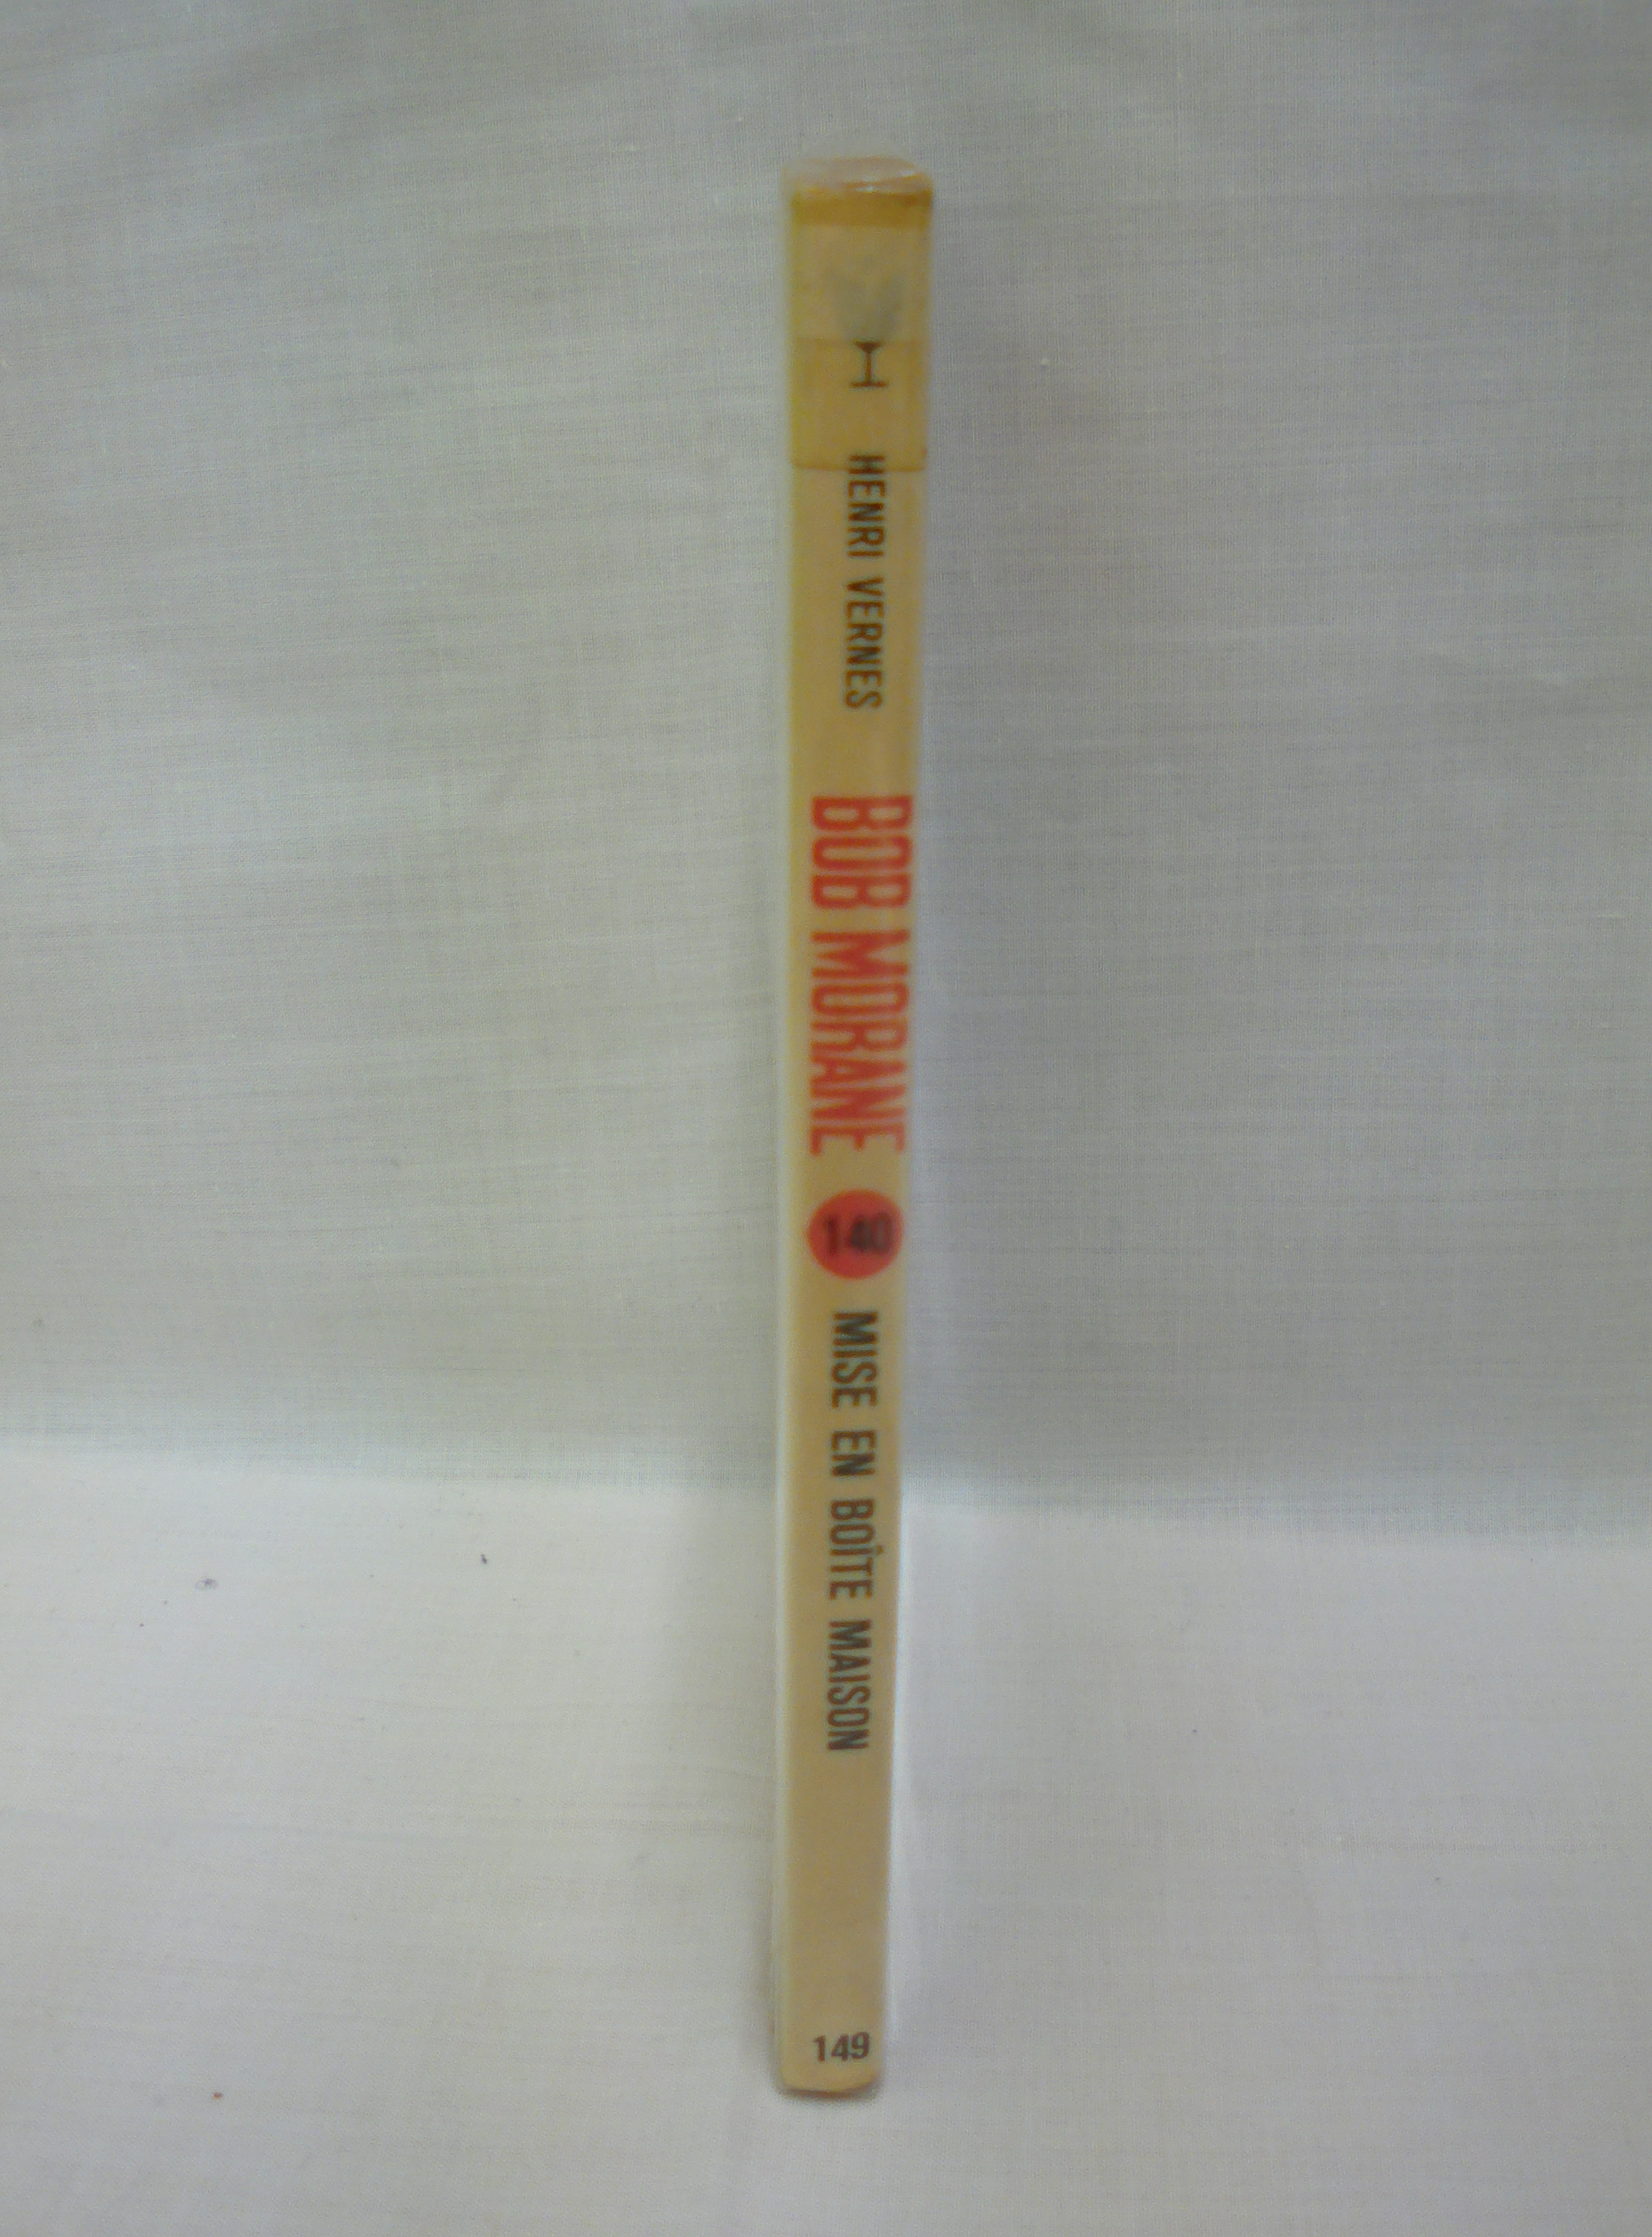 HENRI VERNES
BOB MORANE
140
MISE EN BOÎTE MAISON
149